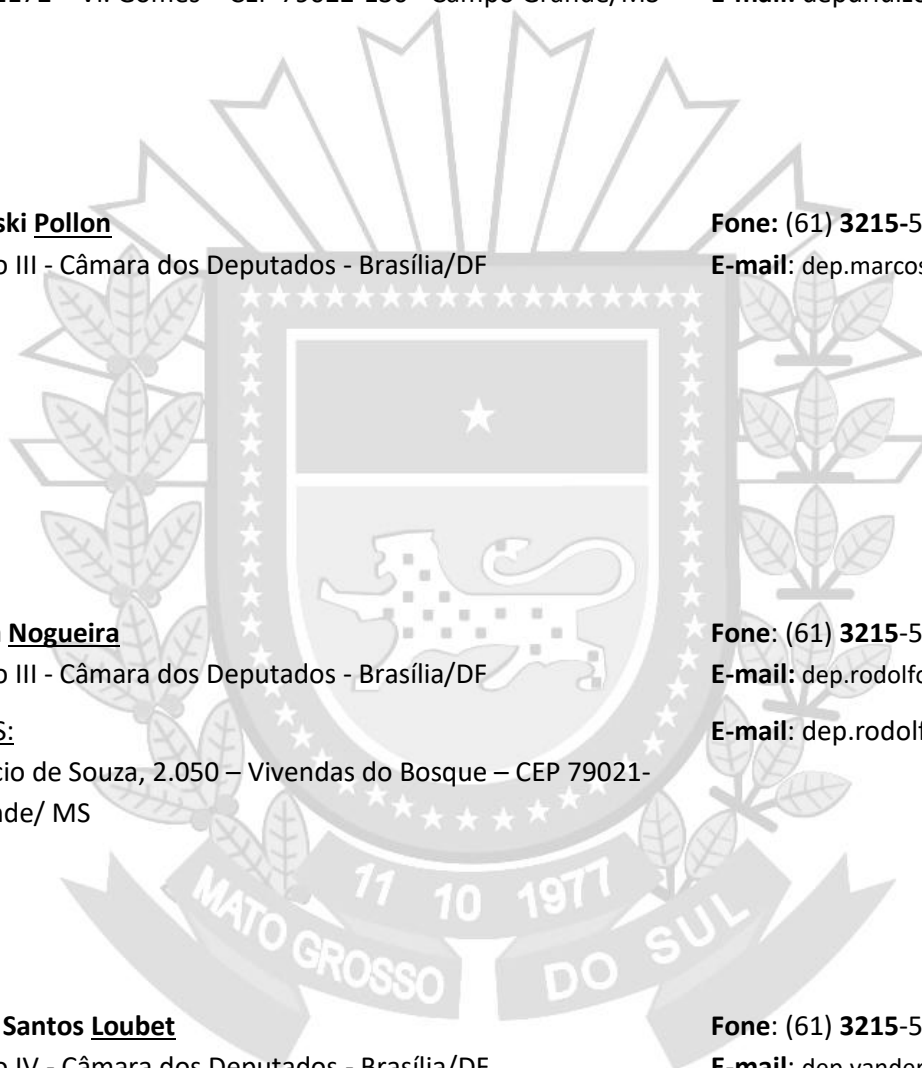 1171 – Vl. Gomes – CEP 79022-130 - Campo Grande/MS
ski Pollon Fone: (61) 3215-5
o III - Câmara dos Deputados - Brasília/DF E-mail: dep.marcos
Nogueira Fone: (61) 3215-5
o III - Câmara dos Deputados - Brasília/DF E-mail: dep.rodolfo
S: E-mail: dep.rodolf
cio de Souza, 2.050 – Vivendas do Bosque – CEP 79021-
nde/ MS
11 10 1977
MATO GROSSO DO SUL
Santos Loubet Fone: (61) 3215-5
o IV - Câmara dos Deputados - Brasília/DF E-mail: dep.vander